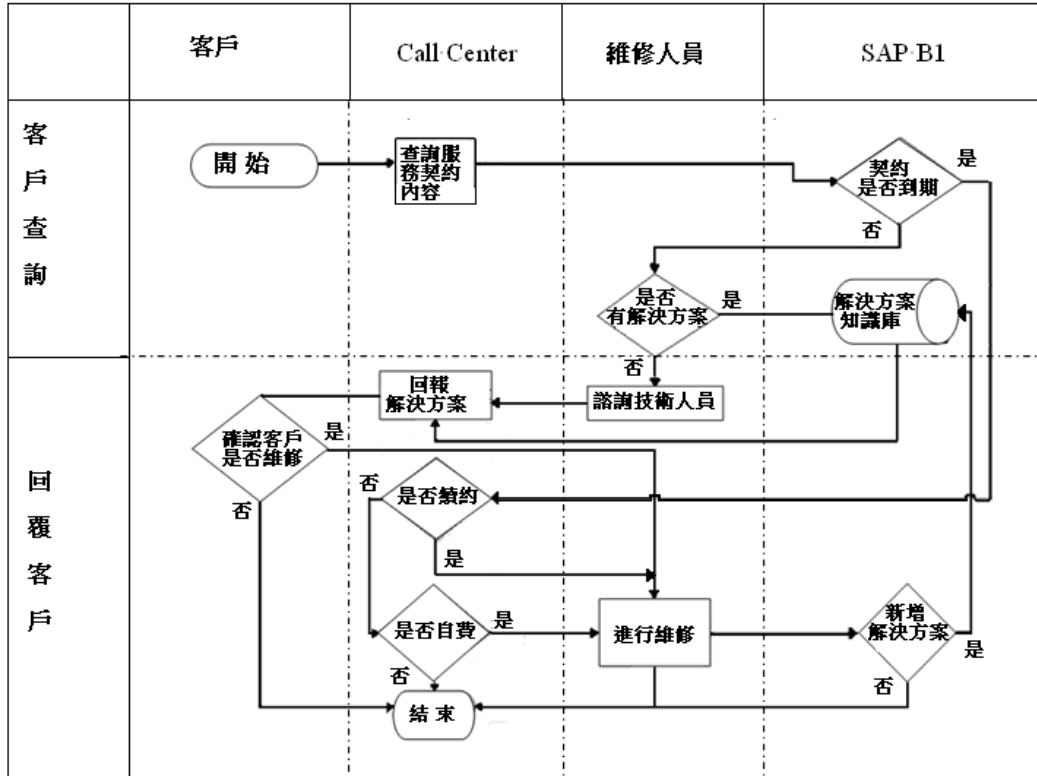 客戶
Call Center
維修人員
SAP B1
客
戶
查
詢
開 始
查詢服
務契約
內容
契約
是否到期
是
否
是否
有解決方案
是
解決方案
知識庫
否
回
覆
客
戶
回報
解決方案
諮詢技術人員
確認客戶
是否維修
是
否
否
是否續約
是
是否自費
是
否
進行維修
新增
解決方案
是
否
結 束